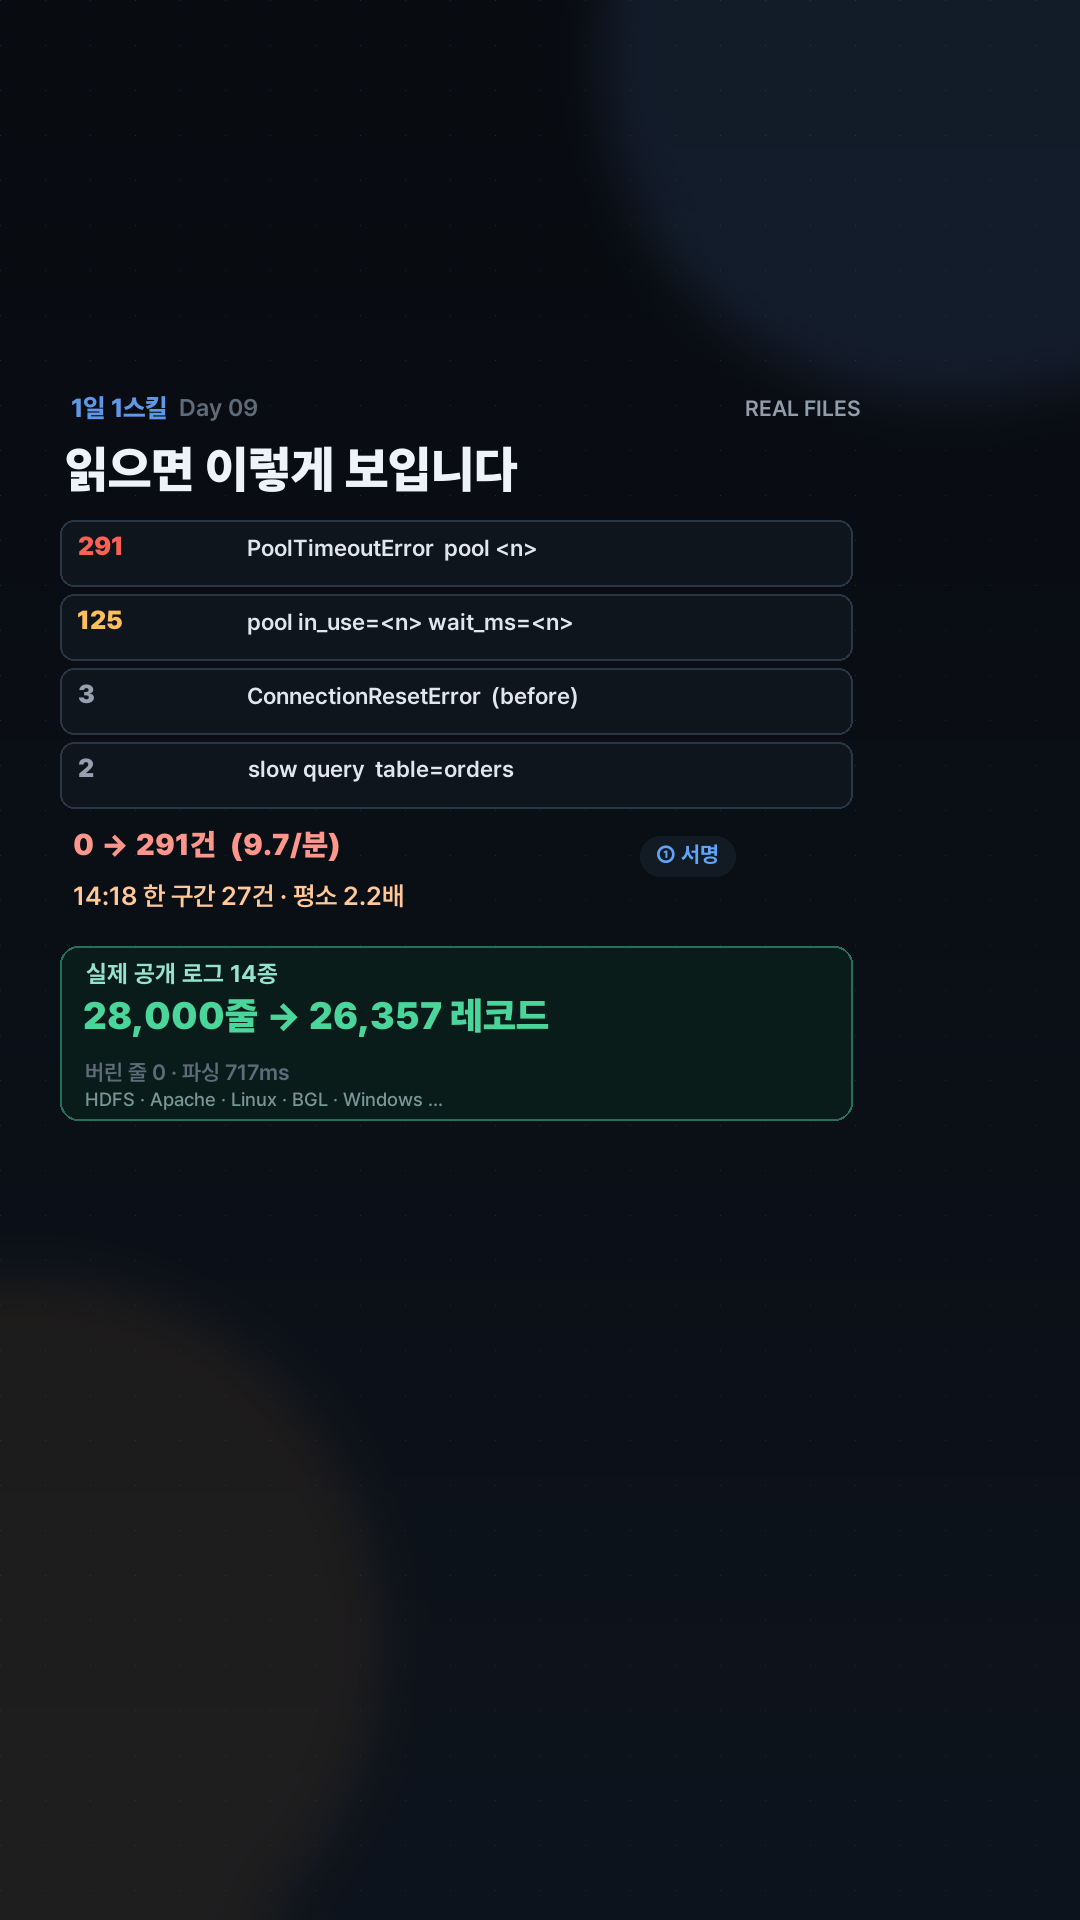 1일 1스킬 Day 09
REAL FILES
읽으면 이렇게 보입니다
291 PoolTimeoutError pool <n>
125 pool in_use=<n> wait_ms=<n>
3 ConnectionResetError (before)
2 slow query table=orders
0 → 291건 (9.7/분)
① 서명
14:18 한 구간 27건 · 평소 2.2배
실제 공개 로그 14종
28,000줄 → 26,357 레코드
버린 줄 0 · 파싱 717ms
HDFS · Apache · Linux · BGL · Windows ...